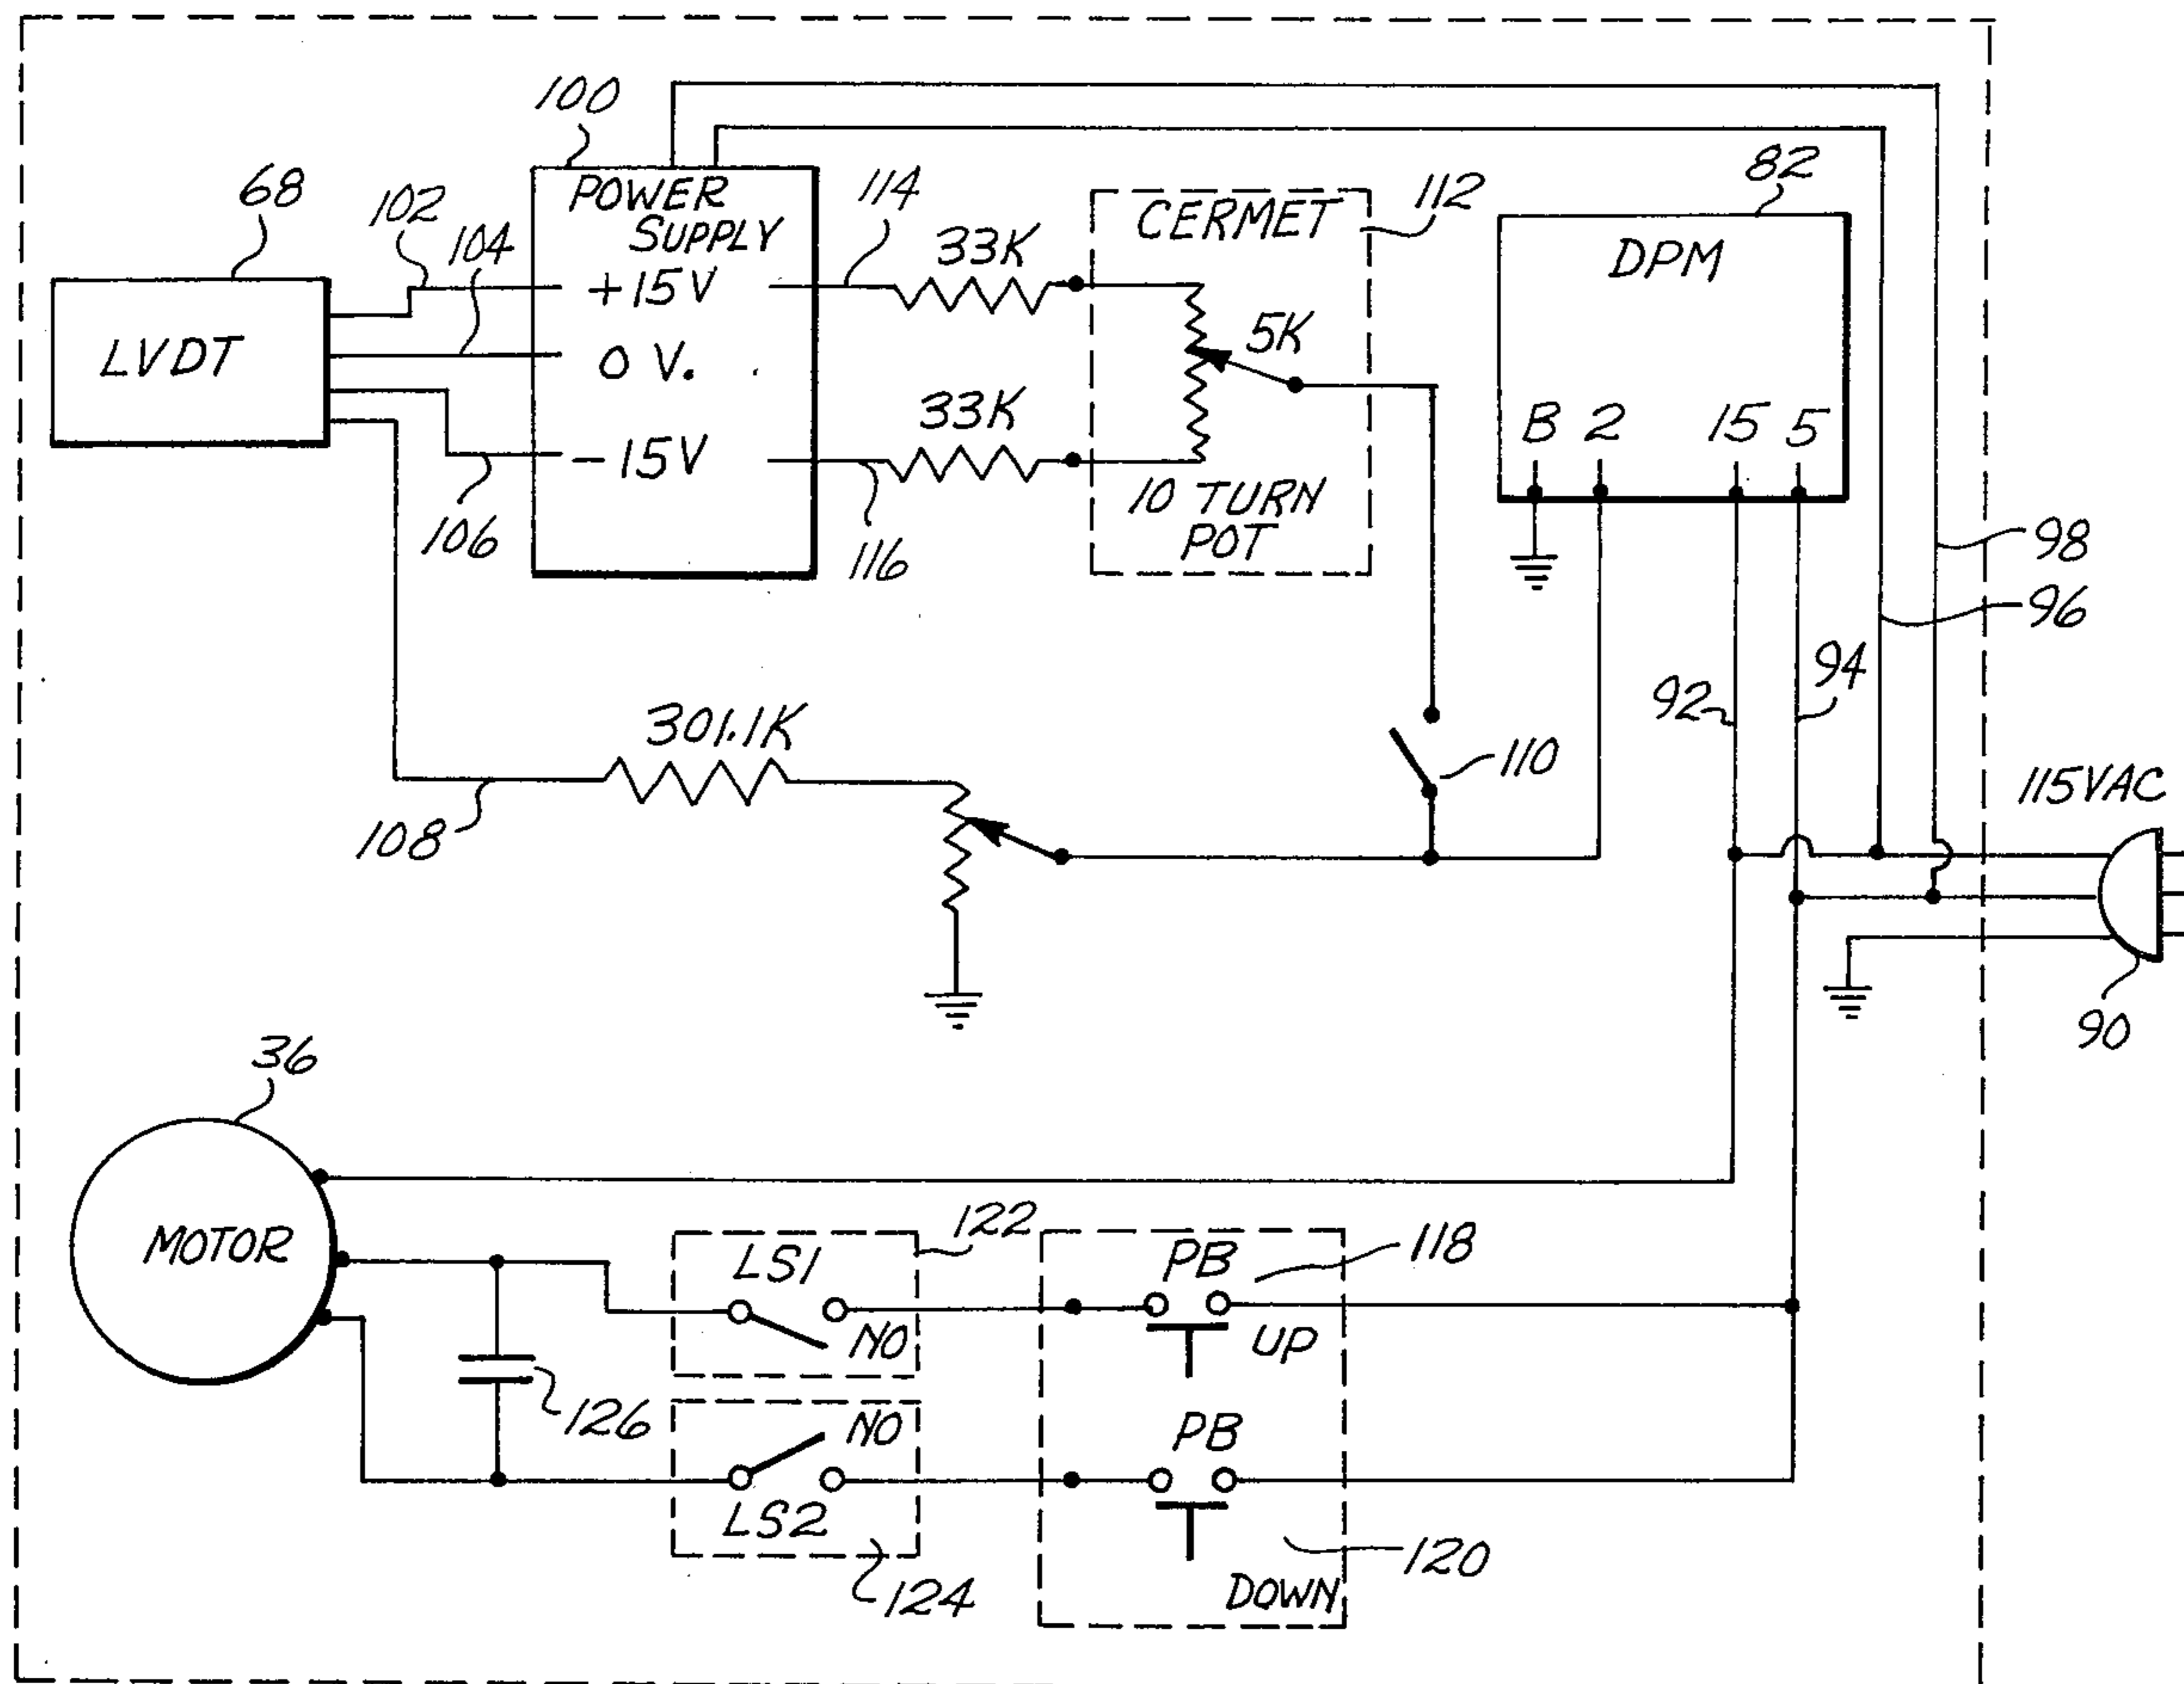 100
82
68
102
POWER
SUPPLY
114
112
CERMET
104
33K
DPM
+15V
LVDT
0 V.
5K
33K
B 2 15 5
-15V
10 TURN
POT
106
116
98
96
94
92
301.1K
110
115VAC
108
90
36
MOTOR
122
LS1
NO
PB
118
UP
126
NO
LS2
PB
124
120
DOWN